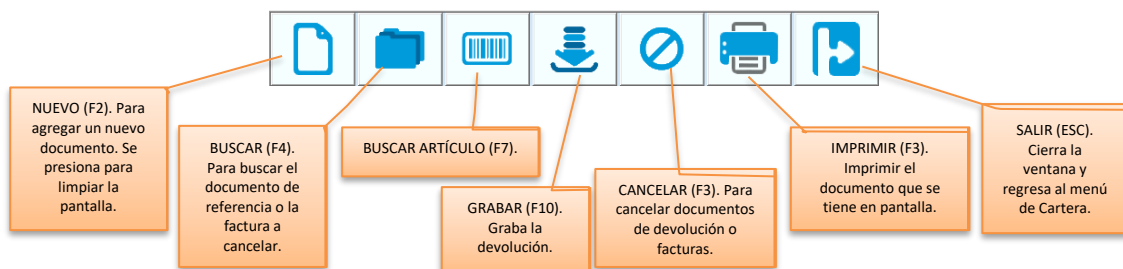 NUEVO (F2). Para
agregar un nuevo
documento. Se
presiona para
limpiar la
pantalla.
BUSCAR (F4).
Para buscar el
documento de
referencia o la
factura a
cancelar.
BUSCAR ARTÍCULO (F7).
GRABAR (F10).
Graba la
devolución.
CANCELAR (F3). Para
cancelar documentos
de devolución o
facturas.
IMPRIMIR (F3).
Imprimir el
documento que se
tiene en pantalla.
SALIR (ESC).
Cierra la
ventana y
regresa al menú
de Cartera.